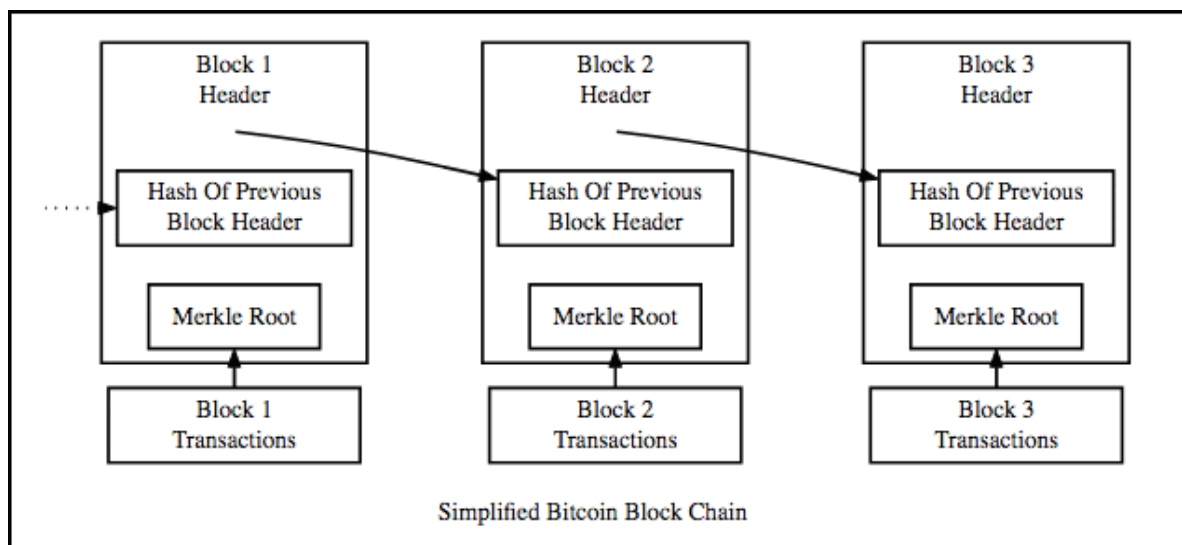 Block 1
Header
Block 2
Header
Block 3
Header
Hash Of Previous
Block Header
Hash Of Previous
Block Header
Hash Of Previous
Block Header
Merkle Root
Merkle Root
Merkle Root
Block 1
Transactions
Block 2
Transactions
Block 3
Transactions
Simplified Bitcoin Block Chain